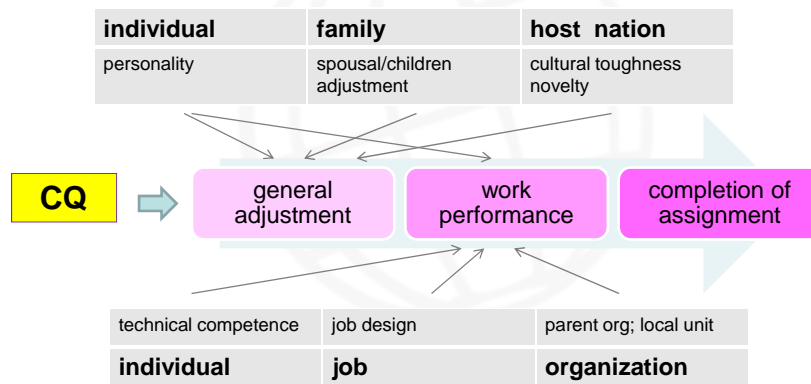 individual family host nation
personality spousal/children cultural toughness
adjustment novelty
CQ
general
adjustment
work
performance
completion of
assignment
technical competence job design parent org; local unit
individual job organization